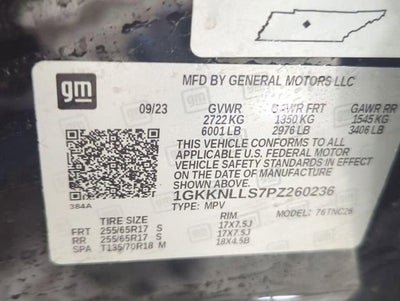 gm
MFD BY GENERAL MOTORS LLC
09/23 GVWR GAWR FRT GAWR RR
2722 KG 1350 KG 1545 KG
6001 LB 2976 LB 3406 LB
THIS VEHICLE CONFORMS TO ALL
APPLICABLE U.S. FEDERAL MOTOR
VEHICLE SAFETY STANDARDS IN EFFECT ON THE
DATE OF MANUFACTURE SHOWN ABOVE.
384A 1GKKNLLS7PZ260236
TYPE: MPV MODEL: 76TNC26
TIRE SIZE RIM
FRT 255/65R17 S 17X7.5J
RR 255/65R17 S 17X7.5J
SPA T135/70R18 M 18X4.5B